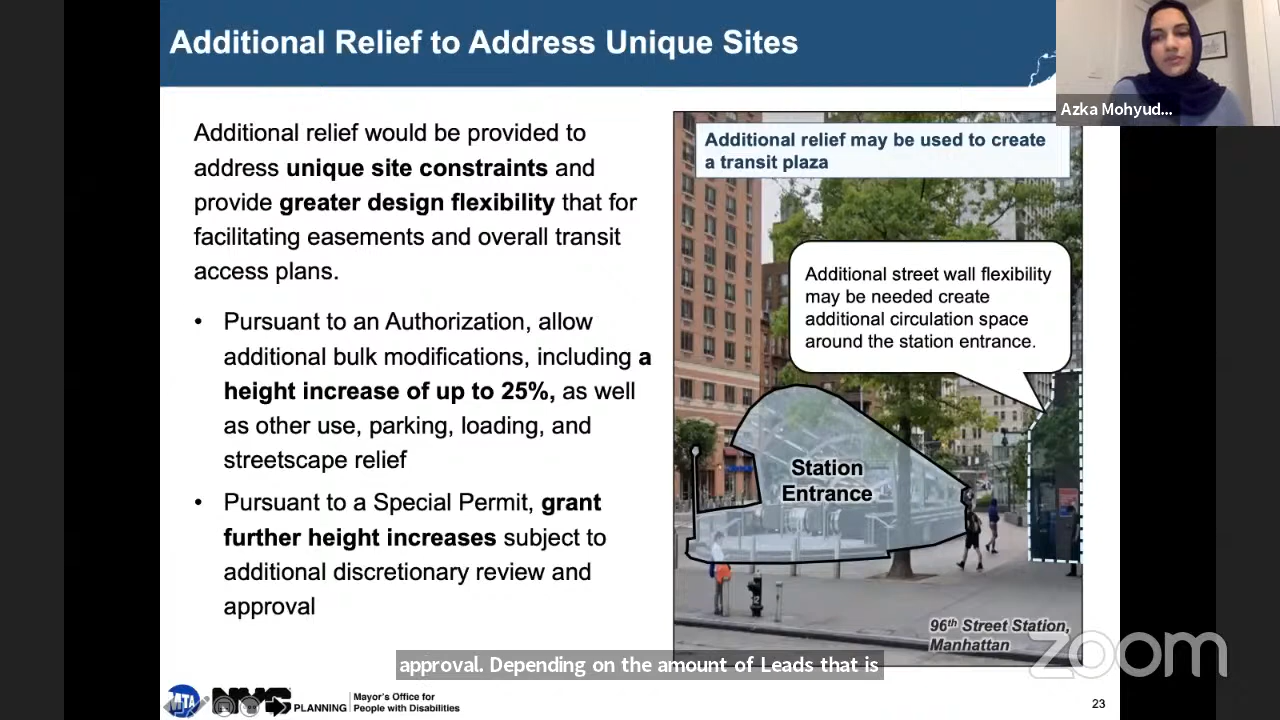 Additional Relief to Address Unique Sites
Azka Mohyud...
Additional relief would be provided to
address unique site constraints and
provide greater design flexibility that for
facilitating easements and overall transit
access plans.
• Pursuant to an Authorization, allow
additional bulk modifications, including a
height increase of up to 25%, as well
as other use, parking, loading, and
streetscape relief
• Pursuant to a Special Permit, grant
further height increases subject to
additional discretionary review and
approval
Additional relief may be used to create
a transit plaza
Additional street wall flexibility
may be needed create
additional circulation space
around the station entrance.
Station
Entrance
96th Street Station,
Manhattan
zoom
approval. Depending on the amount of Leads that is
MTA
NYC
PLANNING
Mayor's Office for
People with Disabilities
23